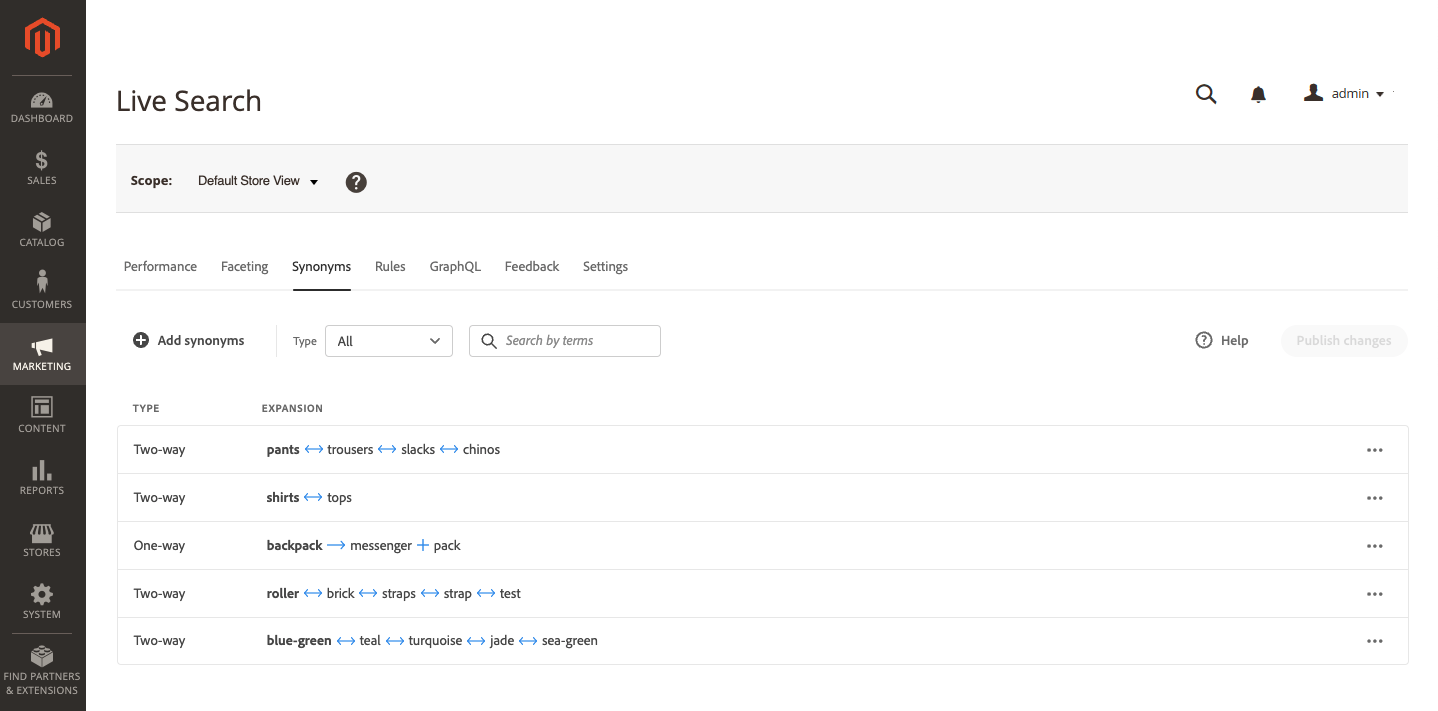 DASHBOARD
SALES
CATALOG
CUSTOMERS
MARKETING
CONTENT
REPORTS
STORES
SYSTEM
FIND PARTNERS
& EXTENSIONS
Live Search
admin
Scope: Default Store View ?
Performance Faceting Synonyms Rules GraphQL Feedback Settings
Add synonyms Type All Search by terms ? Help Publish changes
TYPE EXPANSION
Two-way pants ↔ trousers ↔ slacks ↔ chinos
Two-way shirts ↔ tops
One-way backpack → messenger + pack
Two-way roller ↔ brick ↔ straps ↔ strap ↔ test
Two-way blue-green ↔ teal ↔ turquoise ↔ jade ↔ sea-green